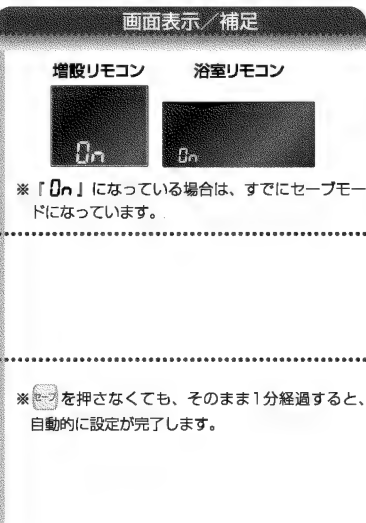 画面表示／補足
増設リモコン 浴室リモコン
On On
※『On』になっている場合は、すでにセーブモー
ドになっています。
※セーブを押さなくても、そのまま1分経過すると、
自動的に設定が完了します。